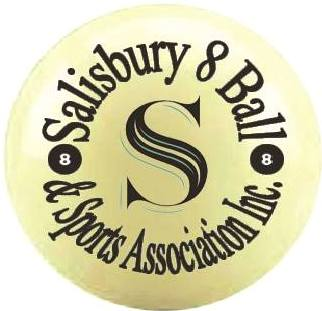 Salisbury 8 Ball
8 S 8
& Sports Association Inc.